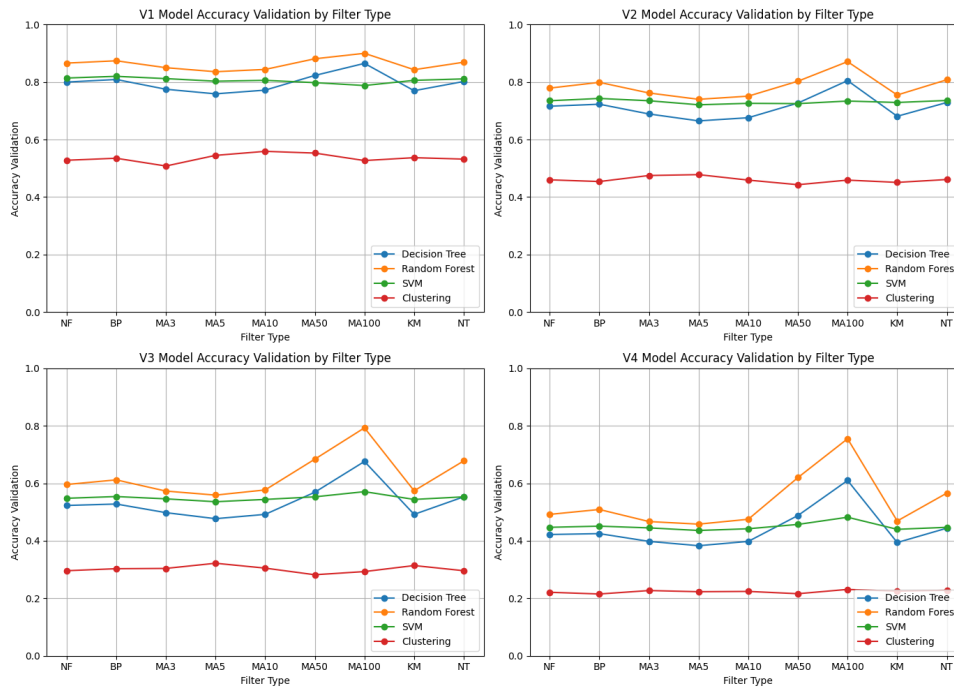 V1 Model Accuracy Validation by Filter Type
1.0
0.8
0.6
0.4
0.2
0.0
Accuracy Validation
Decision Tree
Random Forest
SVM
Clustering
NF BP MA3 MA5 MA10 MA50 MA100 KM NT
Filter Type
V2 Model Accuracy Validation by Filter Type
1.0
0.8
0.6
0.4
0.2
0.0
Accuracy Validation
Decision Tree
Random Forest
SVM
Clustering
NF BP MA3 MA5 MA10 MA50 MA100 KM NT
Filter Type
V3 Model Accuracy Validation by Filter Type
1.0
0.8
0.6
0.4
0.2
0.0
Accuracy Validation
Decision Tree
Random Forest
SVM
Clustering
NF BP MA3 MA5 MA10 MA50 MA100 KM NT
Filter Type
V4 Model Accuracy Validation by Filter Type
1.0
0.8
0.6
0.4
0.2
0.0
Accuracy Validation
Decision Tree
Random Forest
SVM
Clustering
NF BP MA3 MA5 MA10 MA50 MA100 KM NT
Filter Type